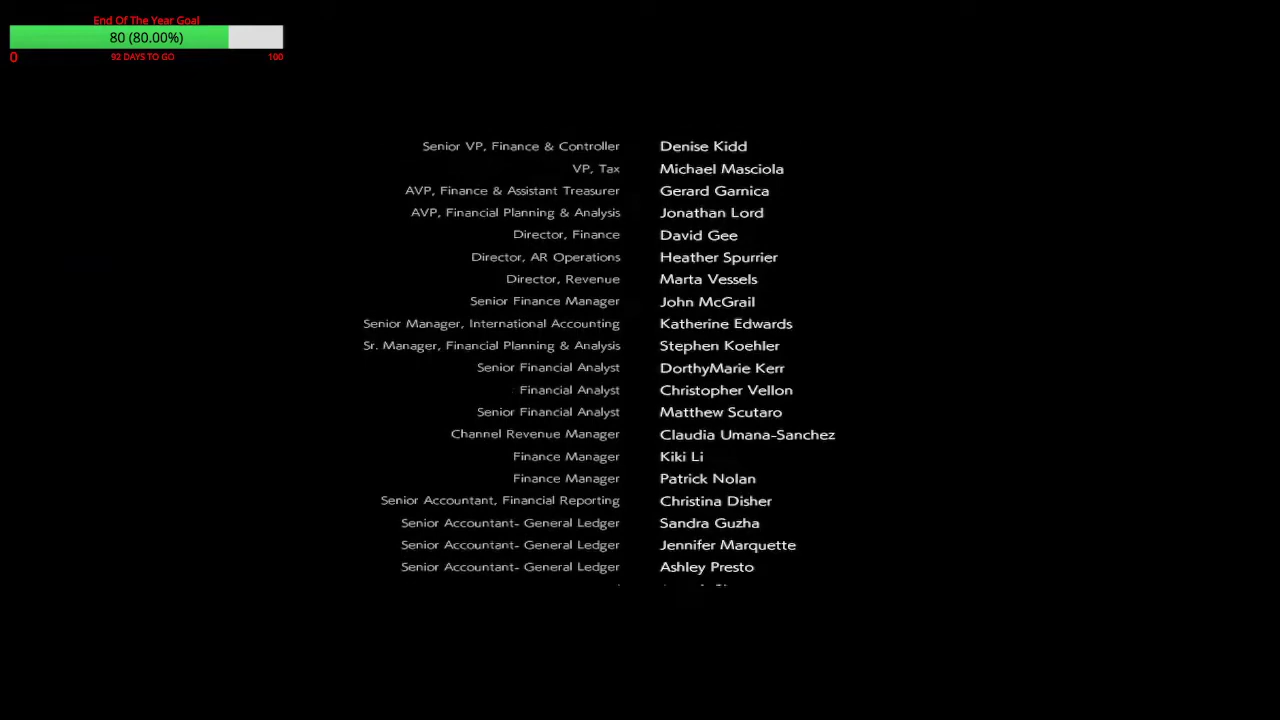 End Of The Year Goal
80 (80.00%)
0 92 DAYS TO GO 100
Senior VP, Finance & Controller Denise Kidd
VP, Tax Michael Masciola
AVP, Finance & Assistant Treasurer Gerard Garnica
AVP, Financial Planning & Analysis Jonathan Lord
Director, Finance David Gee
Director, AR Operations Heather Spurrier
Director, Revenue Marta Vessels
Senior Finance Manager John McGrail
Senior Manager, International Accounting Katherine Edwards
Sr. Manager, Financial Planning & Analysis Stephen Koehler
Senior Financial Analyst DorthyMarie Kerr
Financial Analyst Christopher Vellon
Senior Financial Analyst Matthew Scutaro
Channel Revenue Manager Claudia Umana-Sanchez
Finance Manager Kiki Li
Finance Manager Patrick Nolan
Senior Accountant, Financial Reporting Christina Disher
Senior Accountant- General Ledger Sandra Guzha
Senior Accountant- General Ledger Jennifer Marquette
Senior Accountant- General Ledger Ashley Presto